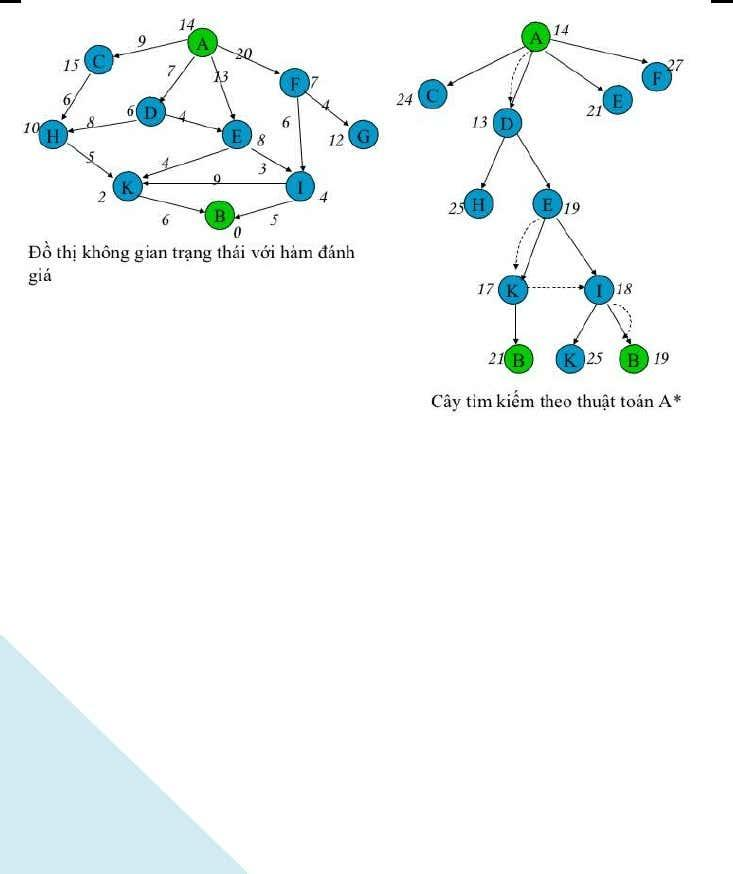 14
A
9
20
15 C
7
13
F 7
6
6 D
4
6
4
10 H
8
E 8
12 G
5
4
3
9
K
I
2
4
6
B
5
0
Đồ thị không gian trạng thái với hàm đánh
giá
A 14
F 27
24 C
21 E
13 D
25 H
E 19
17 K
I 18
21 B
K 25
B 19
Cây tìm kiếm theo thuật toán A*